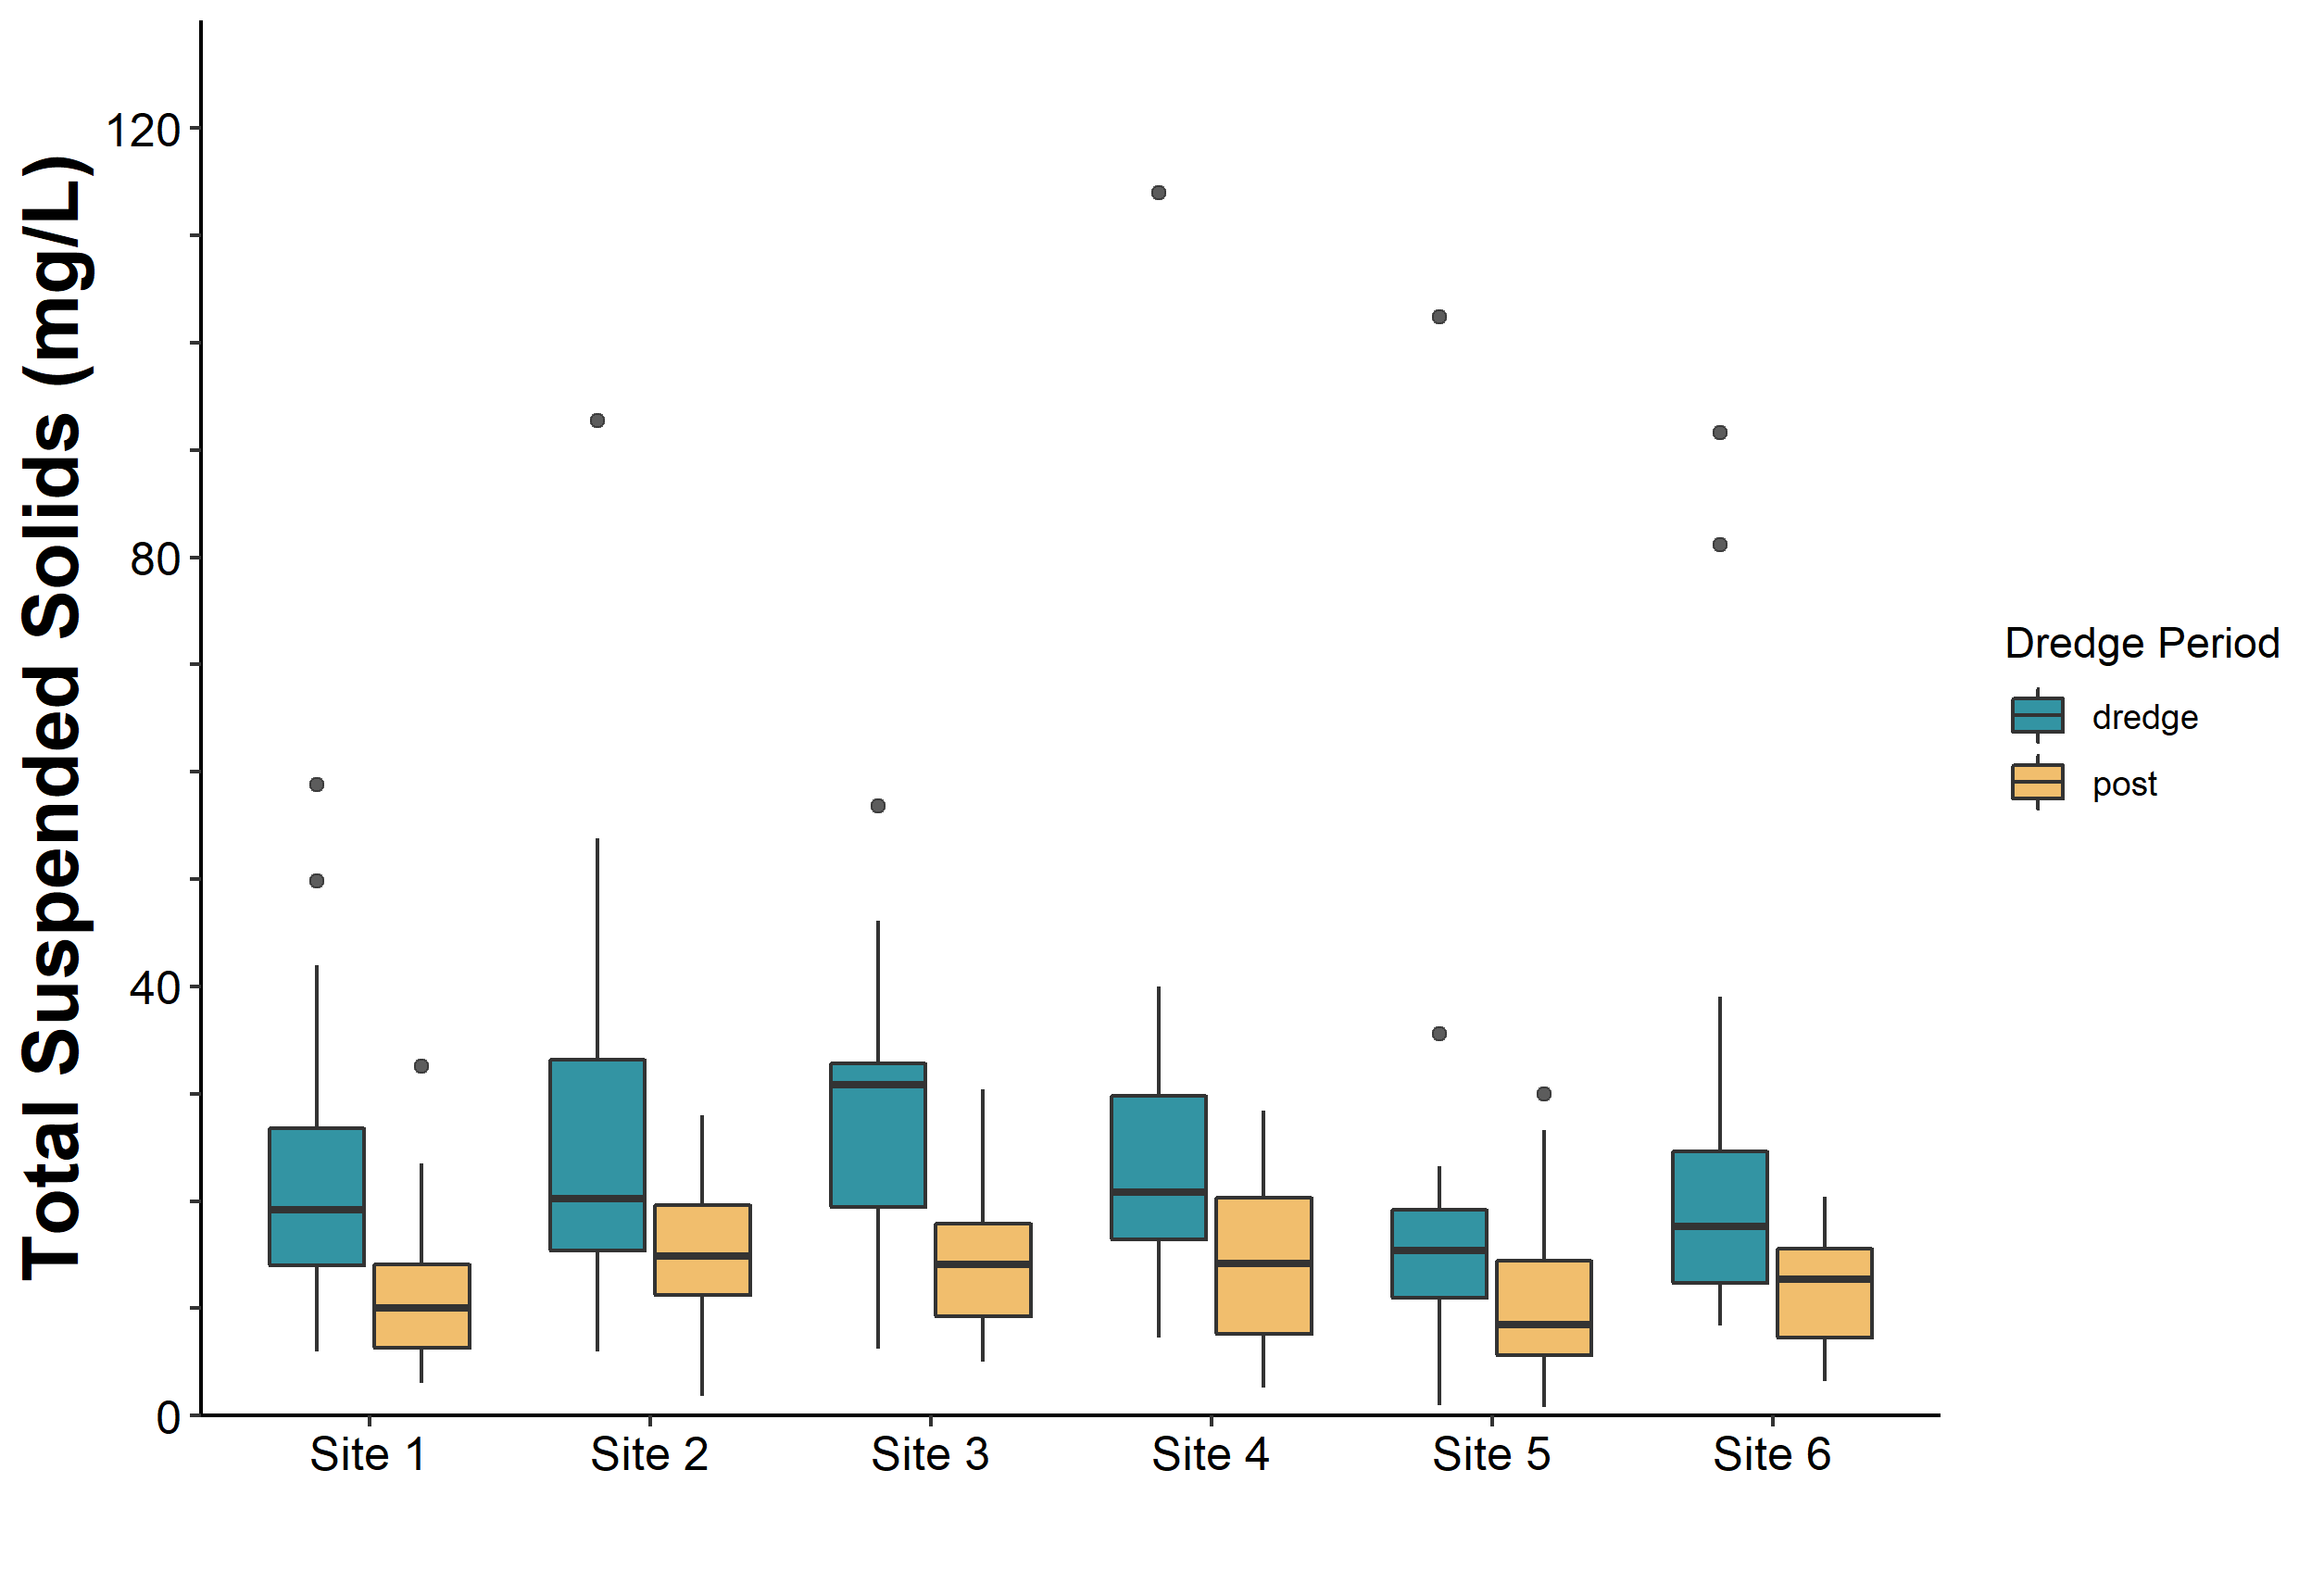 Total Suspended Solids (mg/L)
120
80
40
0
Site 1
Site 2
Site 3
Site 4
Site 5
Site 6
Dredge Period
dredge
post